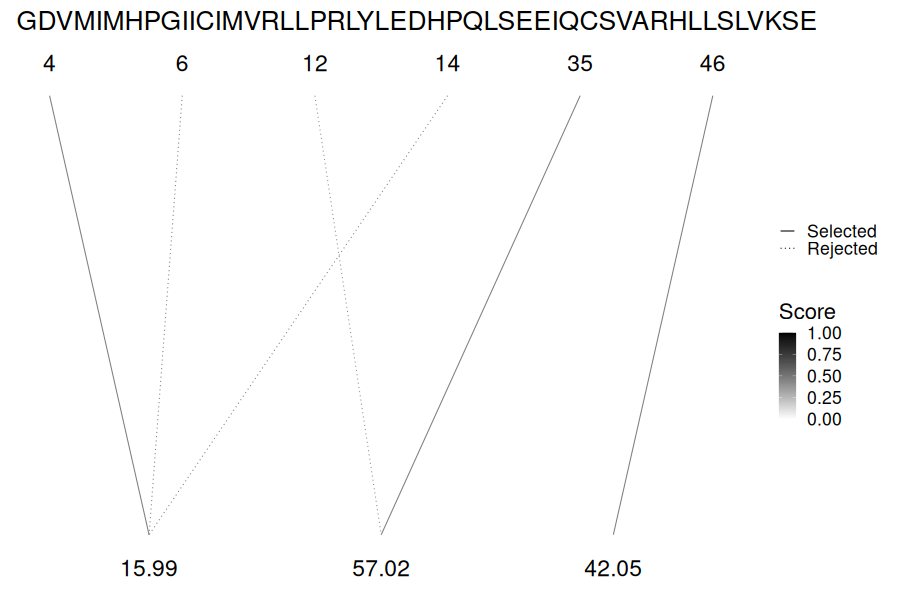 GDVMIMHPGIICIMVRLLPRLYLEDHPQLSEEIQCSVARHLLSLVKSE
4 6 12 14 35 46
Selected
Rejected
Score
1.00
0.75
0.50
0.25
0.00
15.99 57.02 42.05